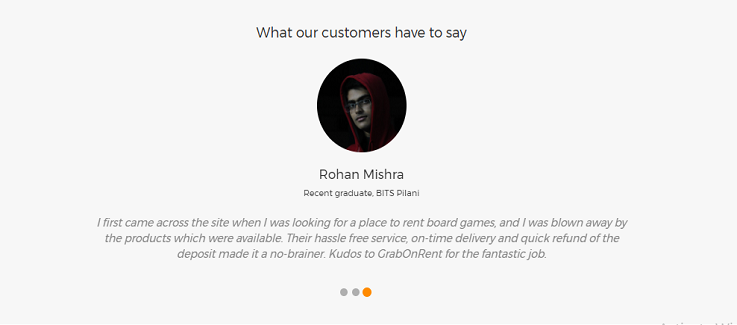 What our customers have to say
Rohan Mishra
Recent graduate, BITS Pilani
I first came across the site when I was looking for a place to rent board games, and I was blown away by
the products which were available. Their hassle free service, on-time delivery and quick refund of the
deposit made it a no-brainer. Kudos to GrabOnRent for the fantastic job.